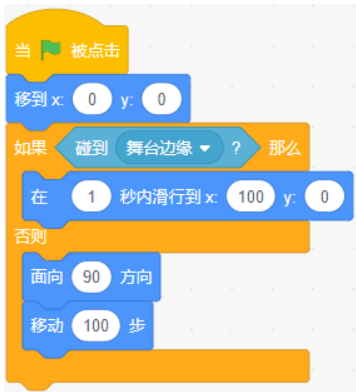 当 被点击
移到 x: 0 y: 0
如果 碰到 舞台边缘 ? 那么
在 1 秒内滑行到 x: 100 y: 0
否则
面向 90 方向
移动 100 步